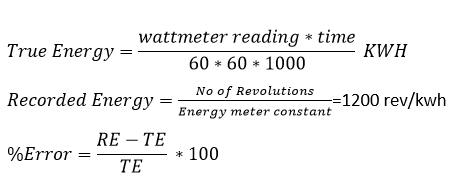 True Energy = wattmeter reading * time / 60 * 60 * 1000 KWH
Recorded Energy = No of Revolutions / Energy meter constant =1200 rev/kwh
%Error = RE − TE / TE * 100